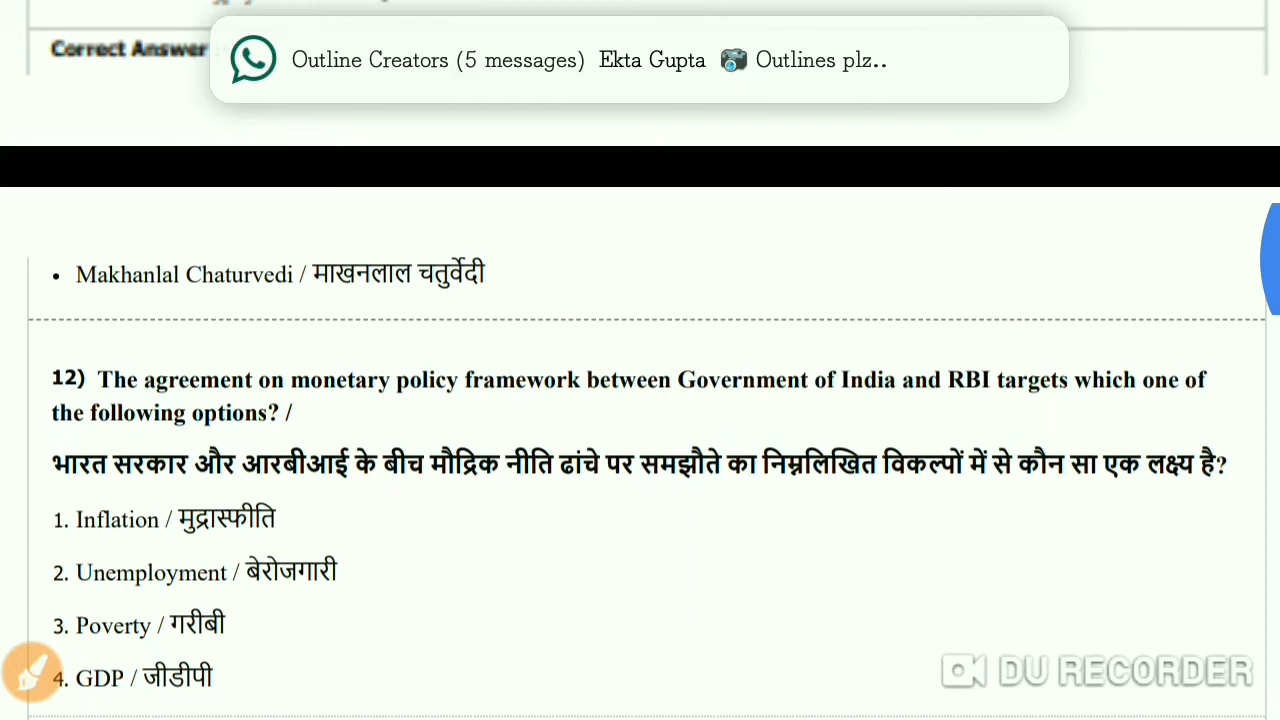 Correct Answer
Outline Creators (5 messages) Ekta Gupta 📷 Outlines plz..
• Makhanlal Chaturvedi / माखनलाल चतुर्वेदी
12) The agreement on monetary policy framework between Government of India and RBI targets which one of
the following options? /
भारत सरकार और आरबीआई के बीच मौद्रिक नीति ढांचे पर समझौते का निम्नलिखित विकल्पों में से कौन सा एक लक्ष्य है?
1. Inflation / मुद्रास्फीति
2. Unemployment / बेरोजगारी
3. Poverty / गरीबी
4. GDP / जीडीपी
DU RECORDER